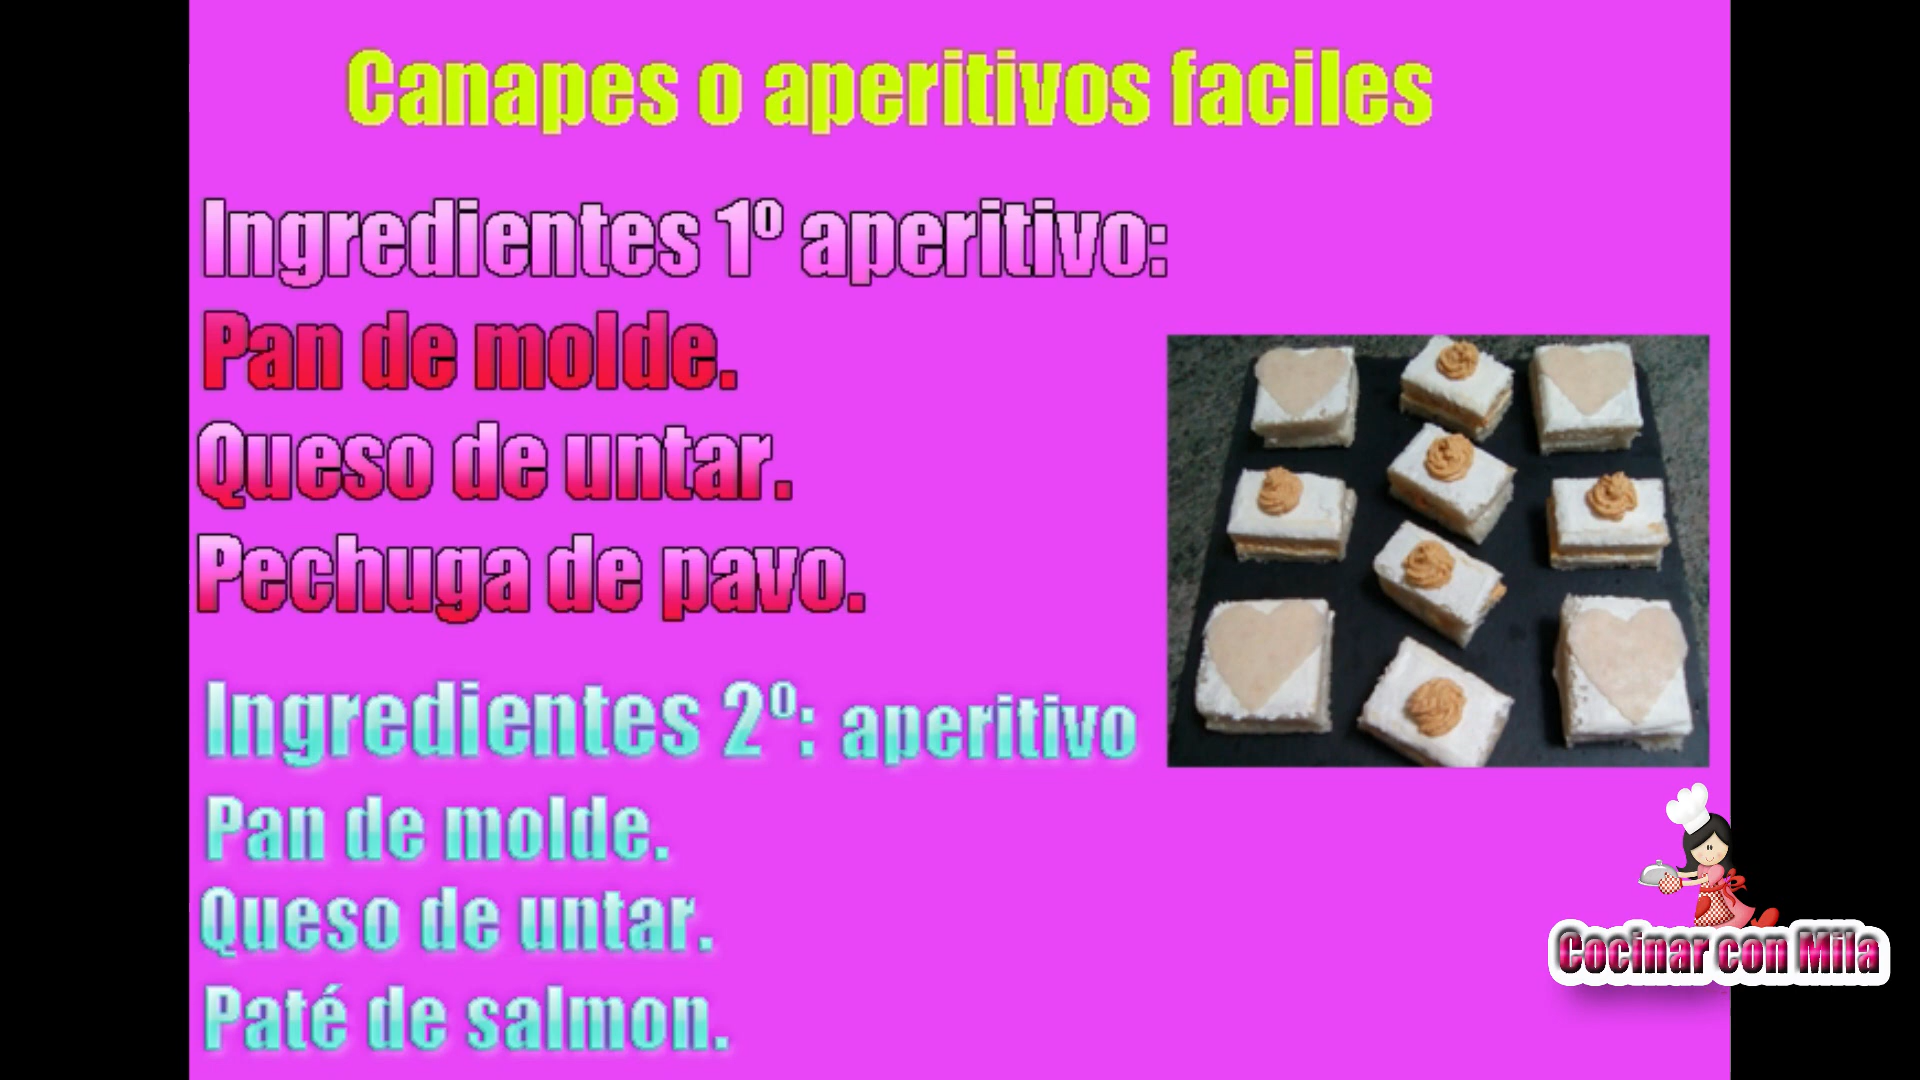 Canapes o aperitivos faciles
Ingredientes 1º aperitivo:
Pan de molde.
Queso de untar.
Pechuga de pavo.
Ingredientes 2º: aperitivo
Pan de molde.
Queso de untar.
Paté de salmon.
Cocinar con Mila